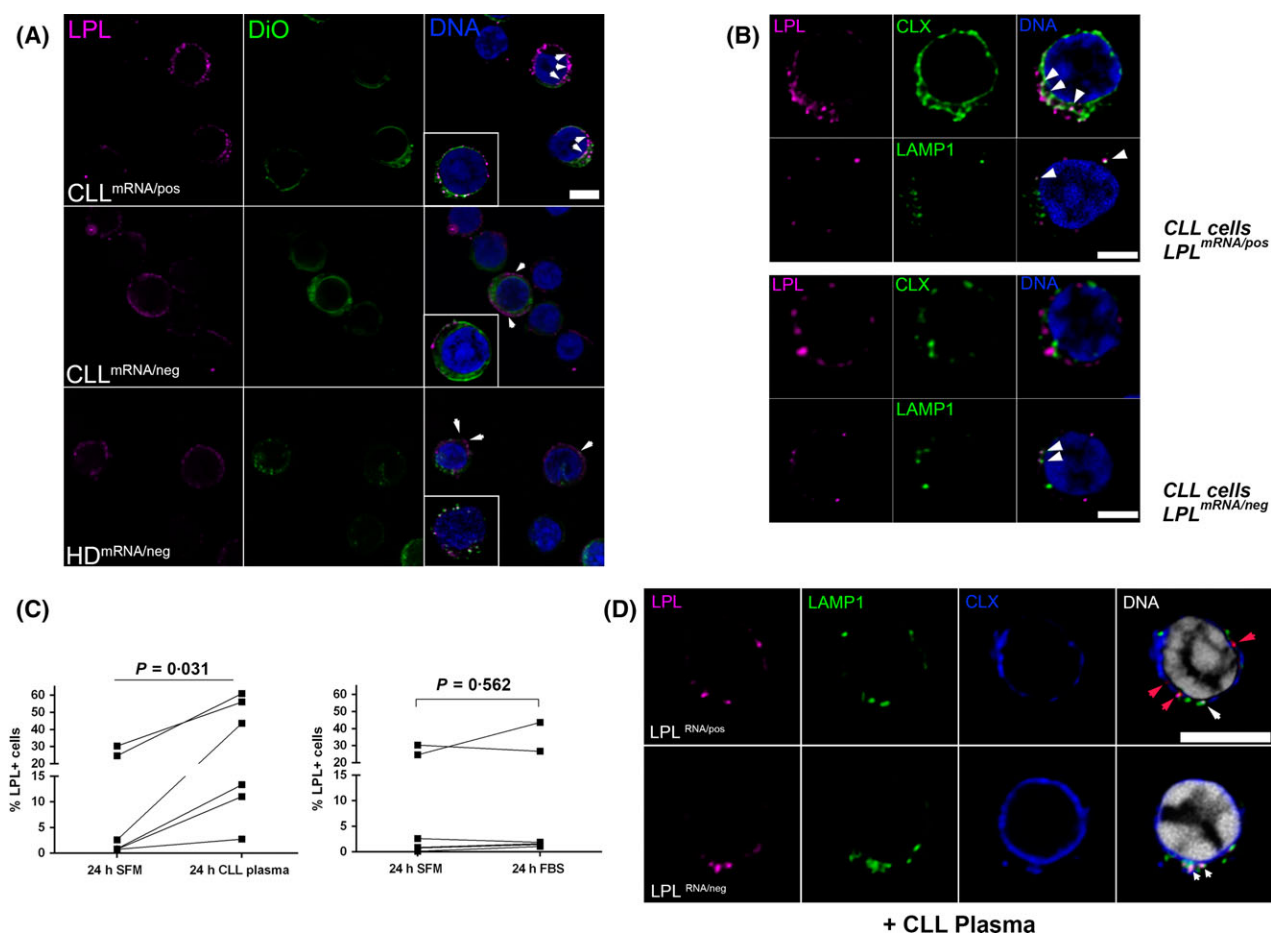 (A)
LPL DiO DNA
CLL mRNA/pos
CLL mRNA/neg
HD mRNA/neg
(B)
LPL CLX DNA
LAMP1
CLL cells
LPL mRNA/pos
LPL CLX DNA
LAMP1
CLL cells
LPL mRNA/neg
(C)
P = 0·031
% LPL+ cells
60
50
40
30
20
15
10
5
0
24 h SFM 24 h CLL plasma
P = 0·562
% LPL+ cells
60
50
40
30
20
15
10
5
0
24 h SFM 24 h FBS
(D)
LPL LAMP1 CLX DNA
LPL RNA/pos
LPL RNA/neg
+ CLL Plasma